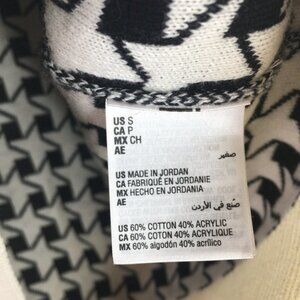 US S
CA P
MX CH
AE صغير
US MADE IN JORDAN
CA FABRIQUÉ EN JORDANIE
MX HECHO EN JORDANIA
AE صنع في الأردن
US 60% COTTON 40% ACRYLIC
CA 60% COTON 40% ACRYLIQUE
MX 60% algodón 40% acrílico